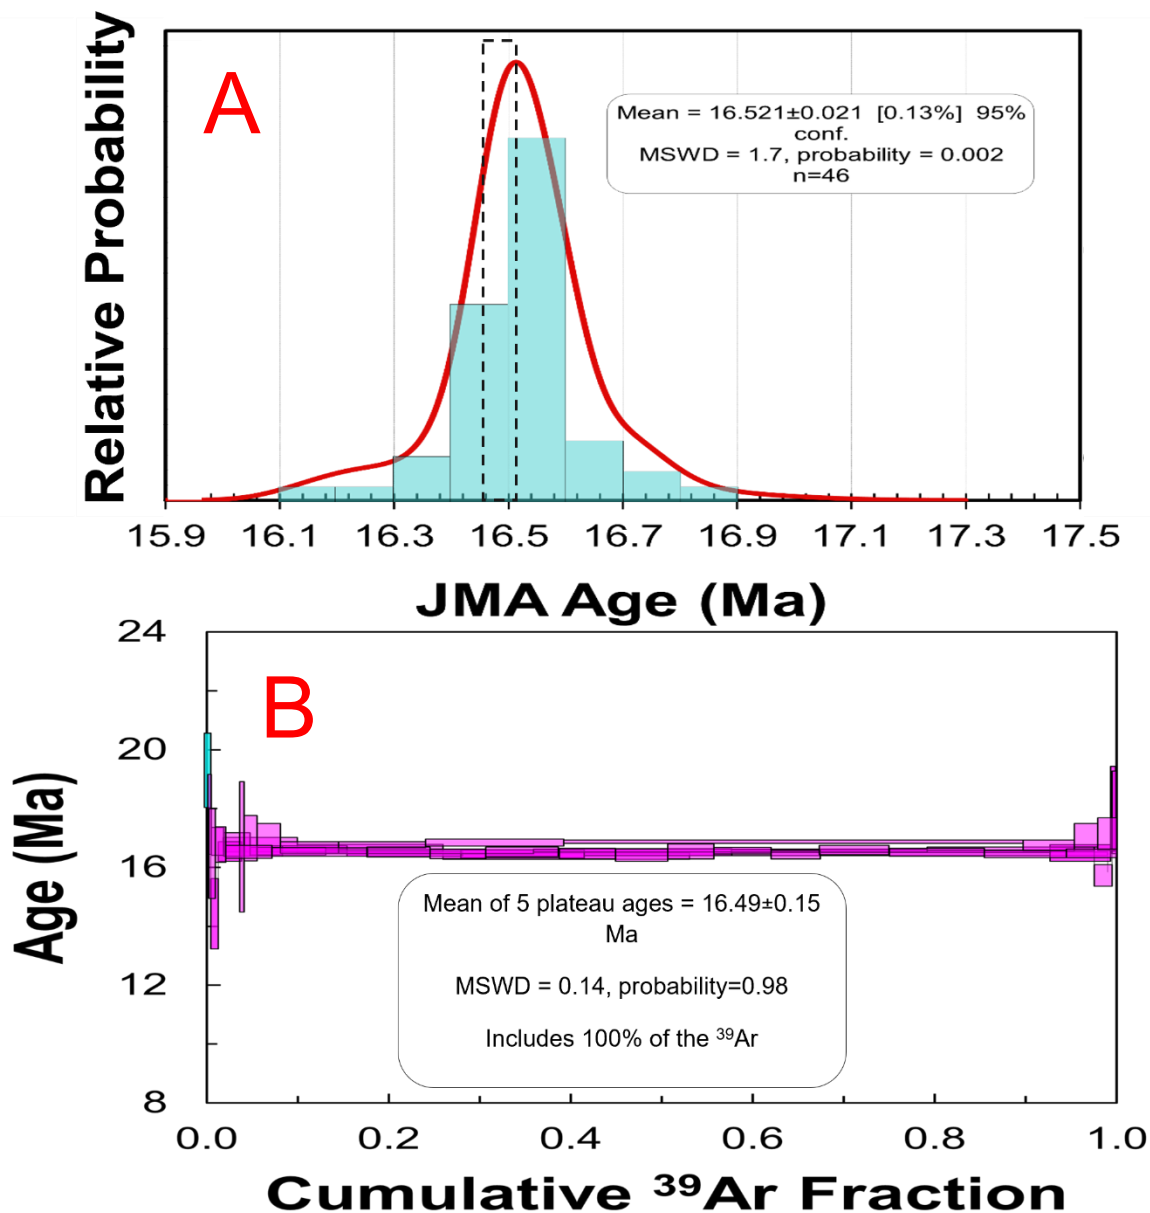 Relative Probability
A
Mean = 16.521±0.021 [0.13%] 95%
conf.
MSWD = 1.7, probability = 0.002
n=46
15.9 16.1 16.3 16.5 16.7 16.9 17.1 17.3 17.5
JMA Age (Ma)
Age (Ma)
24
20
16
12
8
B
Mean of 5 plateau ages = 16.49±0.15
Ma
MSWD = 0.14, probability=0.98
Includes 100% of the ³⁹Ar
0.0 0.2 0.4 0.6 0.8 1.0
Cumulative ³⁹Ar Fraction